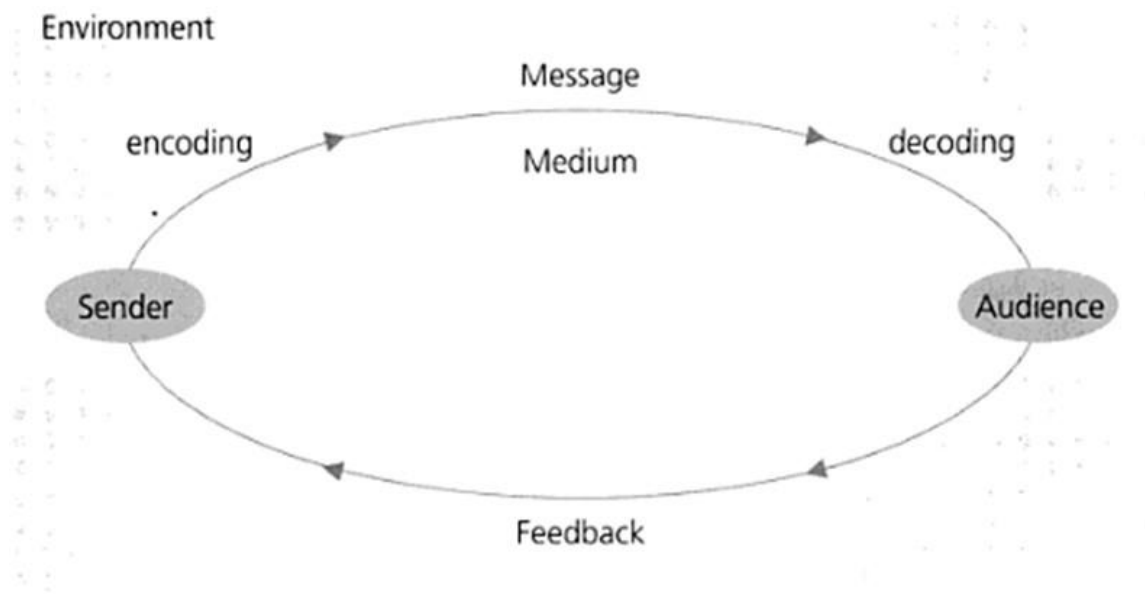 Environment
Message
encoding
decoding
Medium
Sender
Audience
Feedback